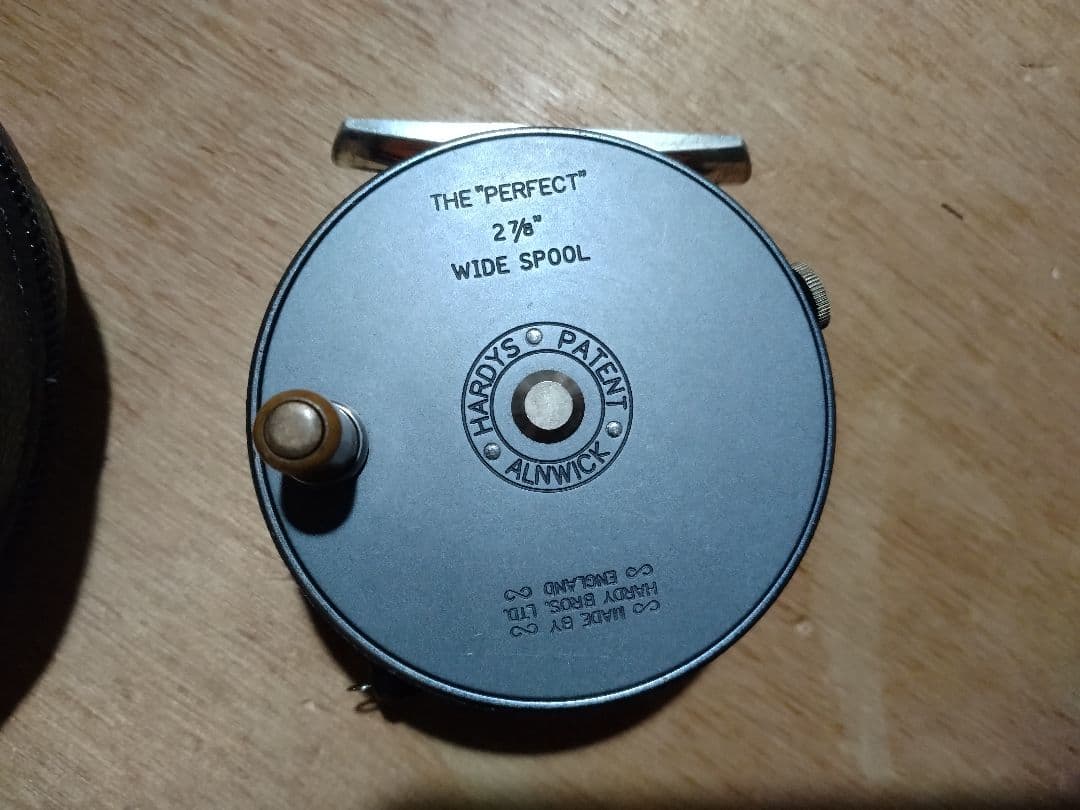 THE "PERFECT"
2 7/8"
WIDE SPOOL
HARDYS PATENT
ALNWICK
∾ MADE BY ∾
HARDY BROS. LTD.
∾ ENGLAND ∾